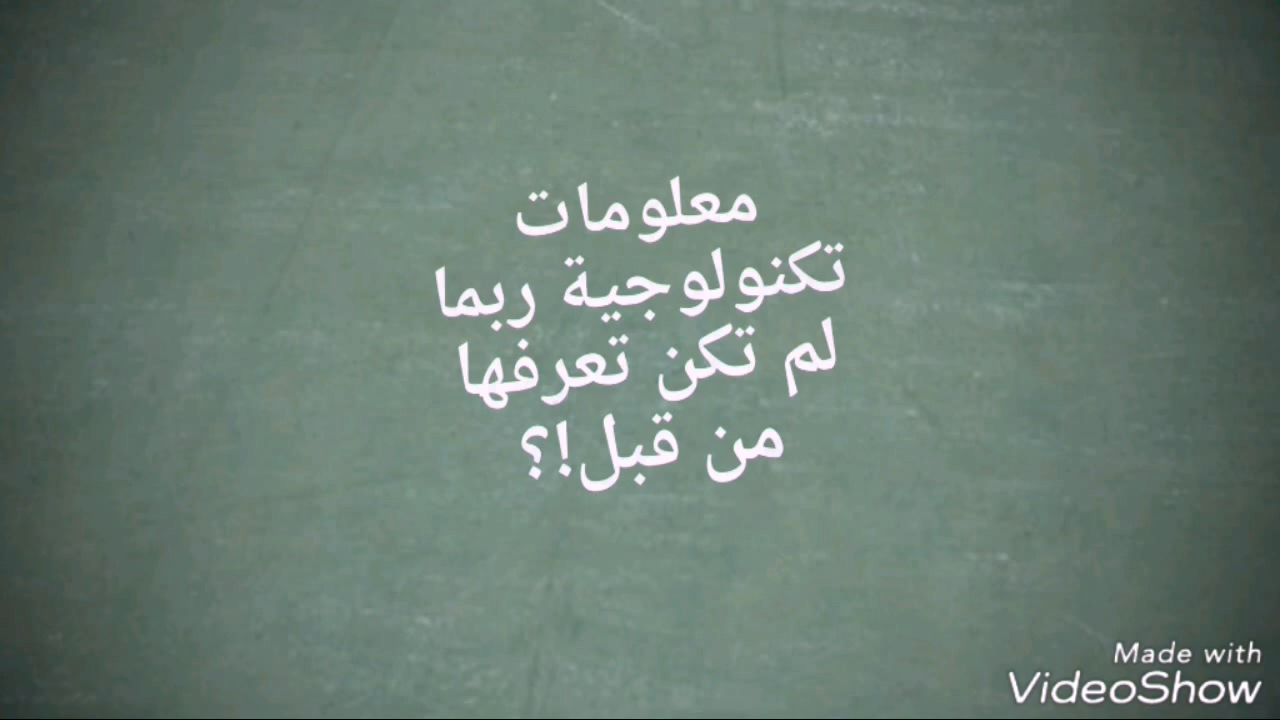 معلومات
تكنولوجية ربما
لم تكن تعرفها
من قبل!؟
Made with
VideoShow